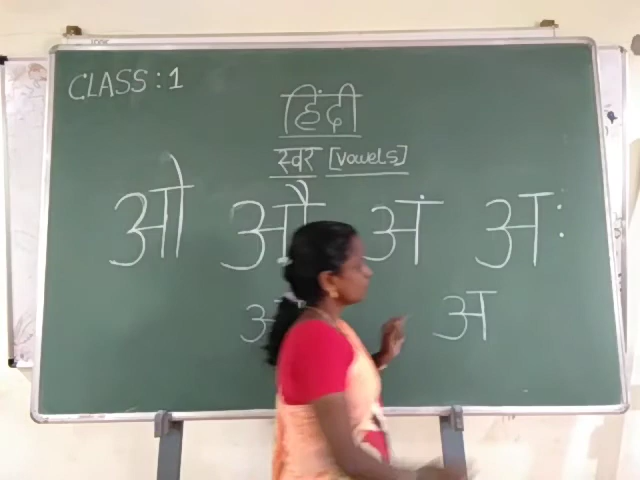 CLASS : 1
हिंदी
स्वर [vowels]
ओ औ अं अः
अ